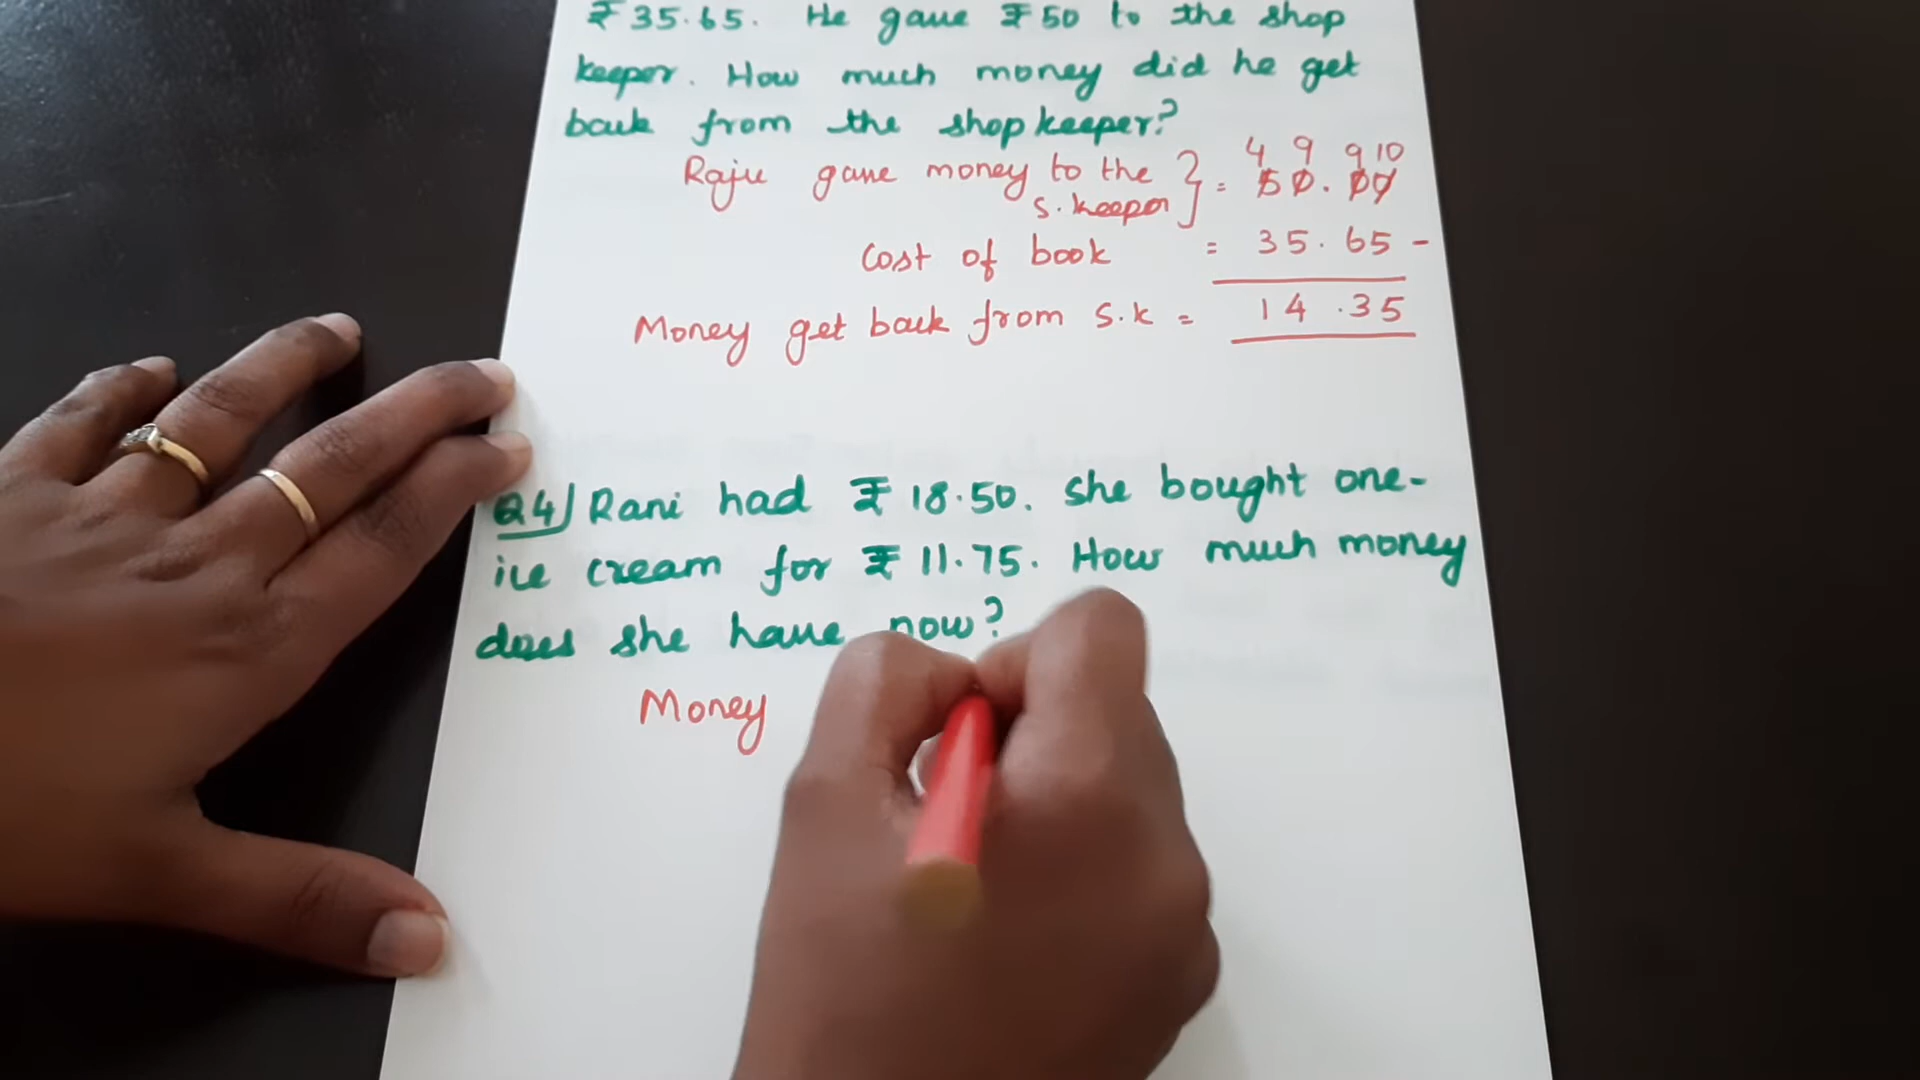 ₹ 35.65. He gave ₹ 50 to the shop
keeper. How much money did he get
back from the shopkeeper?
4 9 9 10
Raju gave money to the } = 50.00
s.keeper
Cost of book = 35.65 -
Money get back from s.k = 14.35
Q4) Rani had ₹ 18.50. She bought one-
ice cream for ₹ 11.75. How much money
does she have now?
Money